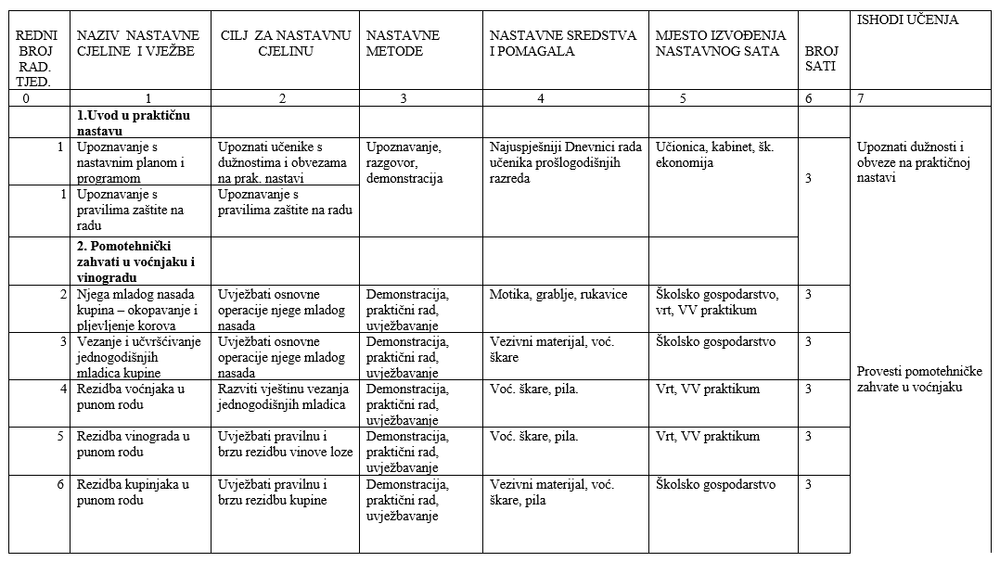 REDNI
BROJ
RAD.
TJED.
NAZIV NASTAVNE
CJELINE I VJEŽBE
CILJ ZA NASTAVNU
CJELINU
NASTAVNE
METODE
NASTAVNE SREDSTVA
I POMAGALA
MJESTO IZVOĐENJA
NASTAVNOG SATA
BROJ
SATI
ISHODI UČENJA
0
1
2
3
4
5
6
7
1.Uvod u praktičnu
nastavu
1
Upoznavanje s
nastavnim planom i
programom
Upoznati učenike s
dužnostima i obvezama
na prak. nastavi
Upoznavanje,
razgovor,
demonstracija
Najuspješniji Dnevnici rada
učenika prošlogodišnjih
razreda
Učionica, kabinet, šk.
ekonomija
3
Upoznati dužnosti i
obveze na praktičnoj
nastavi
1
Upoznavanje s
pravilima zaštite na
radu
Upoznavanje s
pravilima zaštite na radu
2. Pomotehnički
zahvati u voćnjaku i
vinogradu
2
Njega mladog nasada
kupina – okopavanje i
pljevljenje korova
Uvježbati osnovne
operacije njege mladog
nasada
Demonstracija,
praktični rad,
uvježbavanje
Motika, grablje, rukavice
Školsko gospodarstvo,
vrt, VV praktikum
3
3
Vezanje i učvršćivanje
jednogodišnjih
mladica kupine
Uvježbati osnovne
operacije njege mladog
nasada
Demonstracija,
praktični rad,
uvježbavanje
Vezivni materijal, voć.
škare
Školsko gospodarstvo
3
Provesti pomotehničke
zahvate u voćnjaku
4
Rezidba voćnjaka u
punom rodu
Razviti vještinu vezanja
jednogodišnjih mladica
Demonstracija,
praktični rad,
uvježbavanje
Voć. škare, pila.
Vrt, VV praktikum
3
5
Rezidba vinograda u
punom rodu
Uvježbati pravilnu i
brzu rezidbu vinove loze
Demonstracija,
praktični rad,
uvježbavanje
Voć. škare, pila.
Vrt, VV praktikum
3
6
Rezidba kupinjaka u
punom rodu
Uvježbati pravilnu i
brzu rezidbu kupine
Demonstracija,
praktični rad,
uvježbavanje
Vezivni materijal, voć.
škare, pila
Školsko gospodarstvo
3